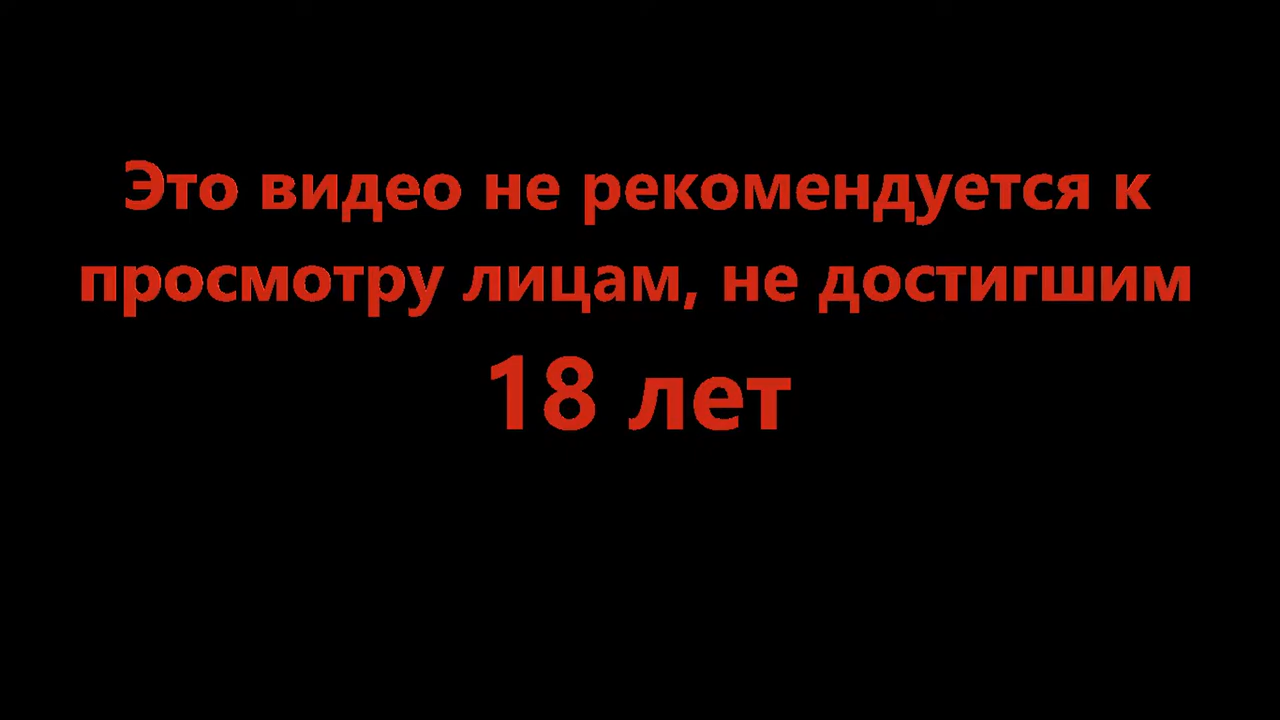 Это видео не рекомендуется к
просмотру лицам, не достигшим
18 лет